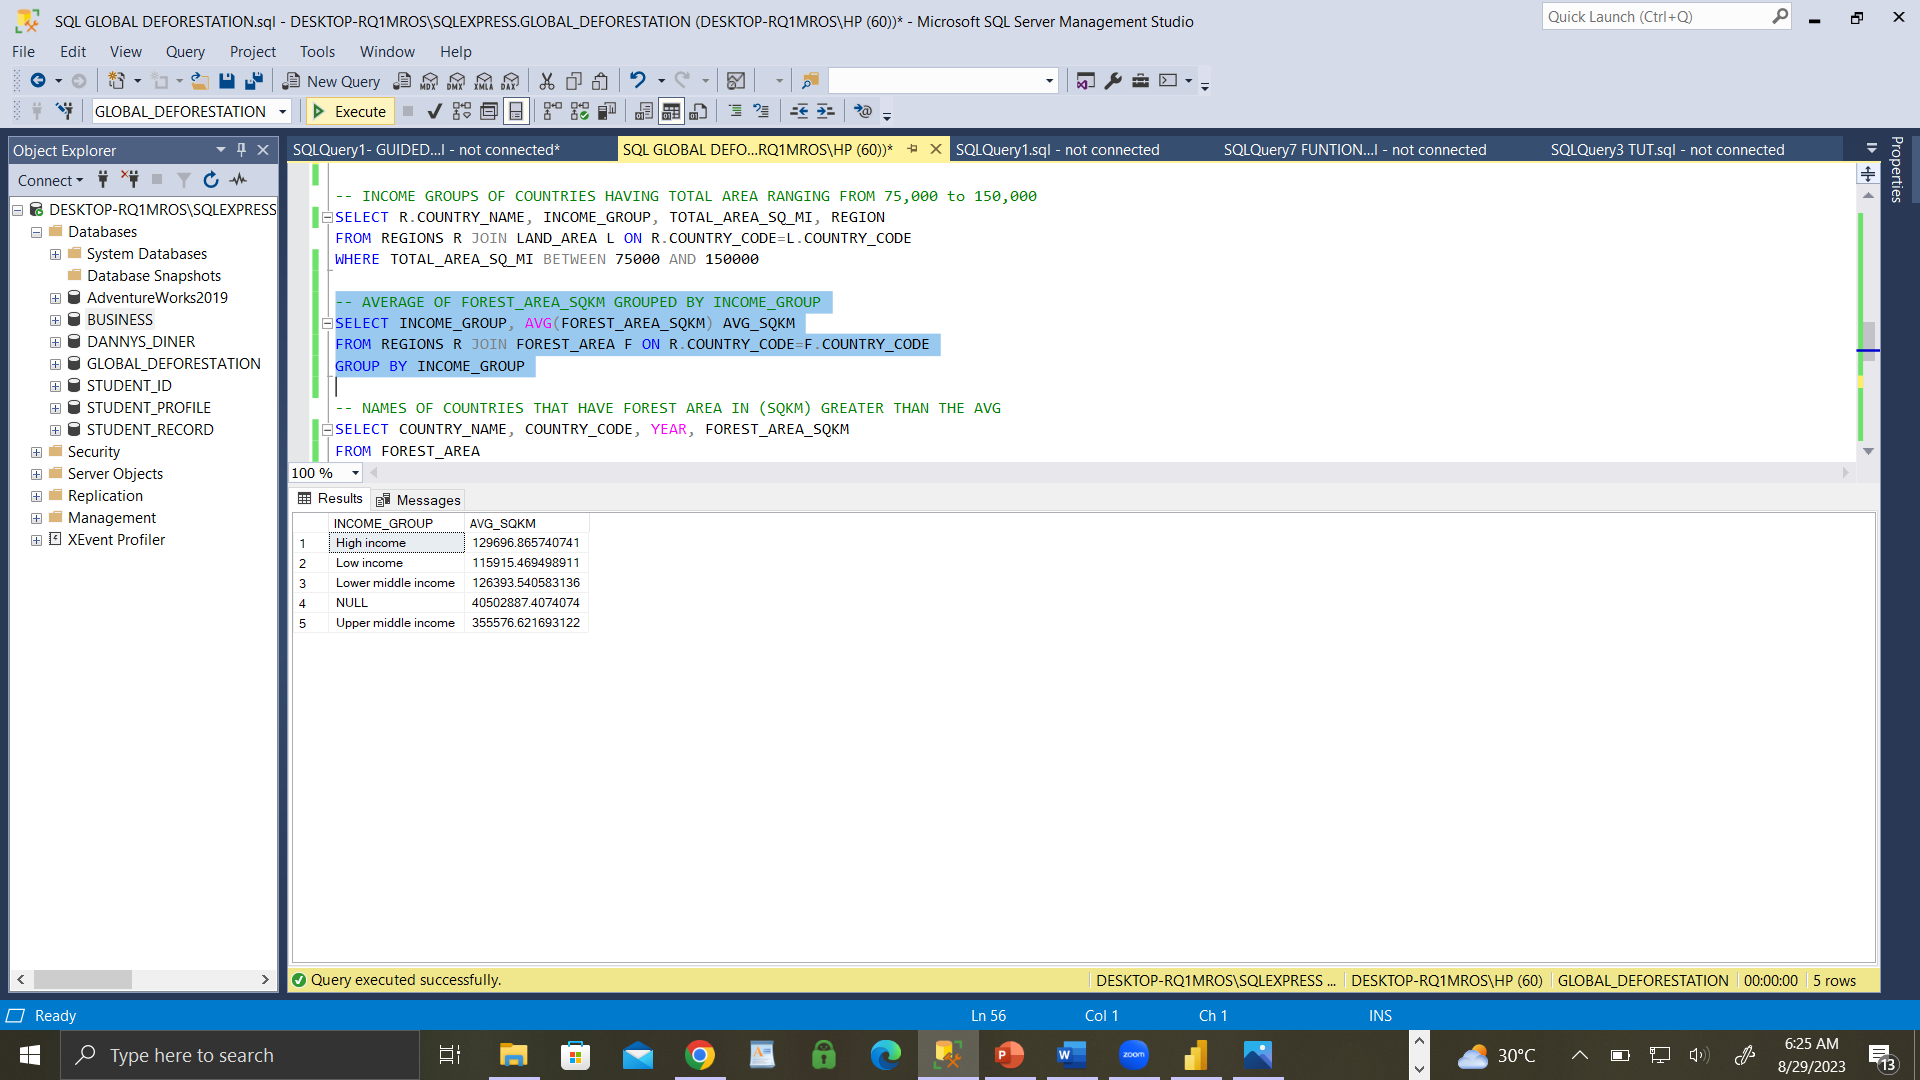 SQL GLOBAL DEFORESTATION.sql - DESKTOP-RQ1MROS\SQLEXPRESS.GLOBAL_DEFORESTATION (DESKTOP-RQ1MROS\HP (60))* - Microsoft SQL Server Management Studio
Quick Launch (Ctrl+Q)
File Edit View Query Project Tools Window Help
New Query MDX DMX XMLA DAX
GLOBAL_DEFORESTATION Execute
Object Explorer
SQLQuery1- GUIDED...l - not connected* SQL GLOBAL DEFO...RQ1MROS\HP (60))* SQLQuery1.sql - not connected SQLQuery7 FUNTION...l - not connected SQLQuery3 TUT.sql - not connected
Properties
Connect
DESKTOP-RQ1MROS\SQLEXPRESS
Databases
System Databases
Database Snapshots
AdventureWorks2019
BUSINESS
DANNYS_DINER
GLOBAL_DEFORESTATION
STUDENT_ID
STUDENT_PROFILE
STUDENT_RECORD
Security
Server Objects
Replication
Management
XEvent Profiler
-- INCOME GROUPS OF COUNTRIES HAVING TOTAL AREA RANGING FROM 75,000 to 150,000
SELECT R.COUNTRY_NAME, INCOME_GROUP, TOTAL_AREA_SQ_MI, REGION
FROM REGIONS R JOIN LAND_AREA L ON R.COUNTRY_CODE=L.COUNTRY_CODE
WHERE TOTAL_AREA_SQ_MI BETWEEN 75000 AND 150000
-- AVERAGE OF FOREST_AREA_SQKM GROUPED BY INCOME_GROUP
SELECT INCOME_GROUP, AVG(FOREST_AREA_SQKM) AVG_SQKM
FROM REGIONS R JOIN FOREST_AREA F ON R.COUNTRY_CODE=F.COUNTRY_CODE
GROUP BY INCOME_GROUP
-- NAMES OF COUNTRIES THAT HAVE FOREST AREA IN (SQKM) GREATER THAN THE AVG
SELECT COUNTRY_NAME, COUNTRY_CODE, YEAR, FOREST_AREA_SQKM
FROM FOREST_AREA
100 %
Results Messages
INCOME_GROUP AVG_SQKM
1 High income 129696.865740741
2 Low income 115915.469498911
3 Lower middle income 126393.540583136
4 NULL 40502887.4074074
5 Upper middle income 355576.621693122
Query executed successfully.
DESKTOP-RQ1MROS\SQLEXPRESS ... DESKTOP-RQ1MROS\HP (60) GLOBAL_DEFORESTATION 00:00:00 5 rows
Ready Ln 56 Col 1 Ch 1 INS
Type here to search
zoom
30°C
6:25 AM
8/29/2023
13